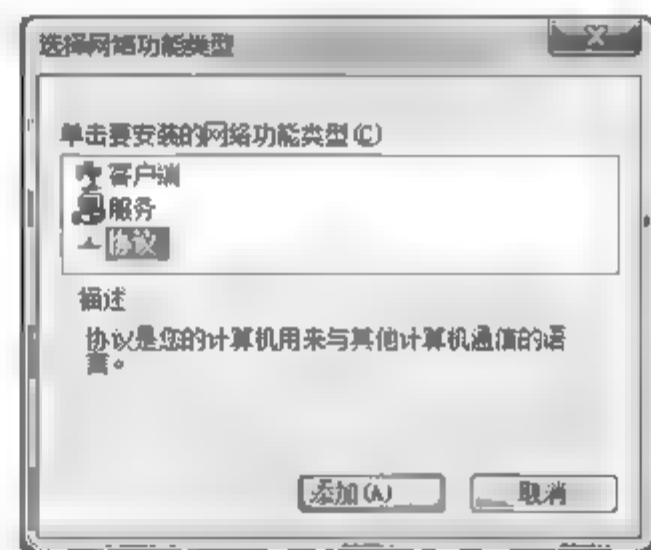 选择网络功能类型
单击要安装的网络功能类型(C)
客户端
服务
协议
描述
协议是您的计算机用来与其他计算机通信的语
言。
添加(A)
取消